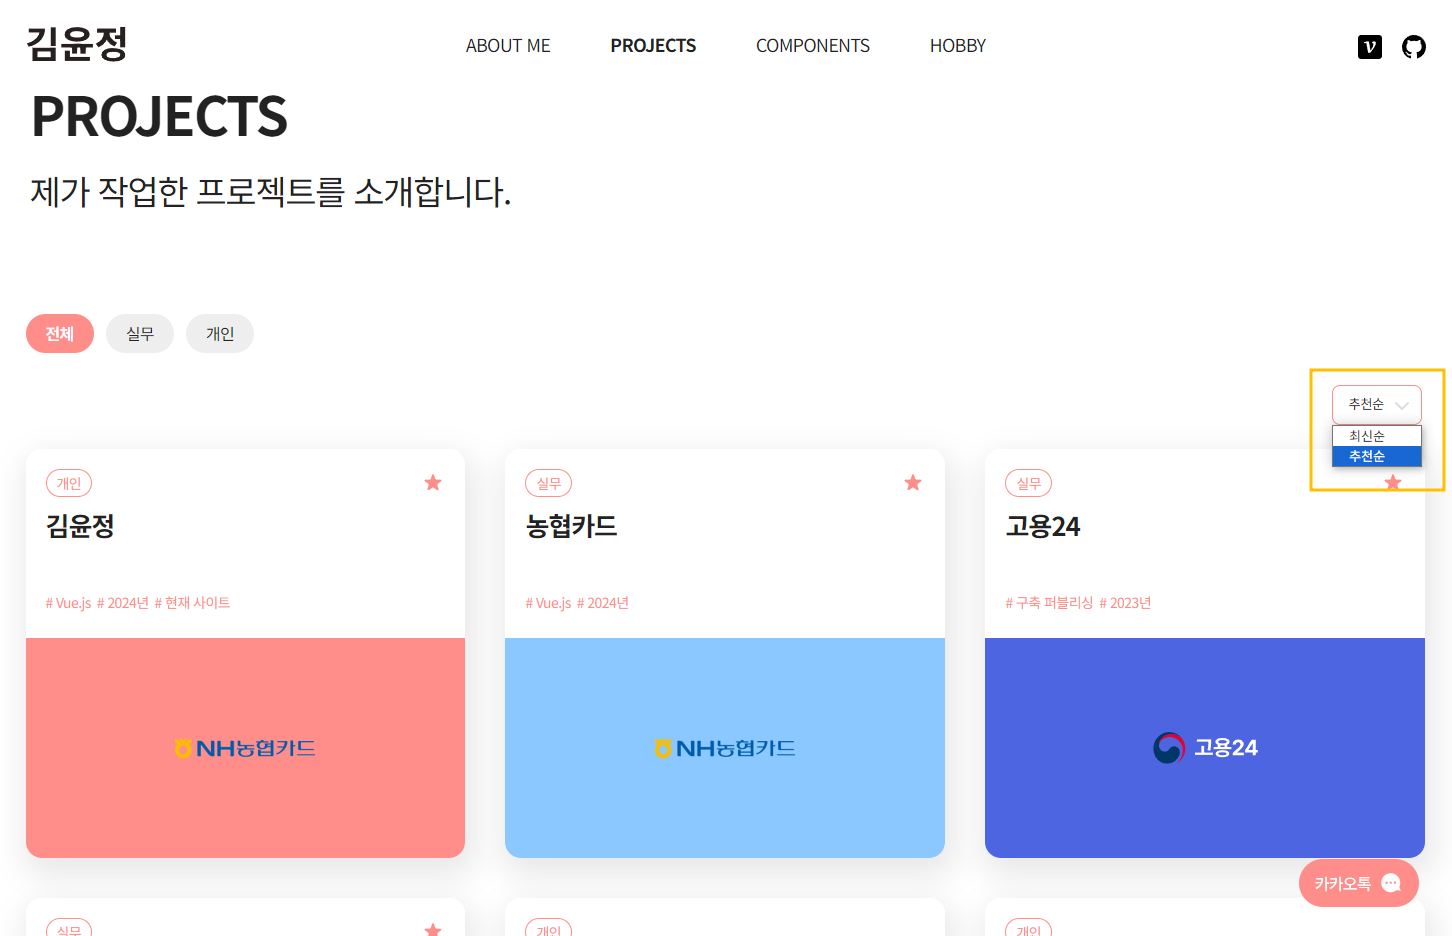 김윤정
ABOUT ME
PROJECTS
COMPONENTS
HOBBY
PROJECTS
제가 작업한 프로젝트를 소개합니다.
전체
실무
개인
추천순
최신순
추천순
개인
김윤정
# Vue.js # 2024년 # 현재 사이트
NH농협카드
실무
농협카드
# Vue.js # 2024년
NH농협카드
실무
고용24
# 구축 퍼블리싱 # 2023년
고용24
카카오톡
실무
개인
개인